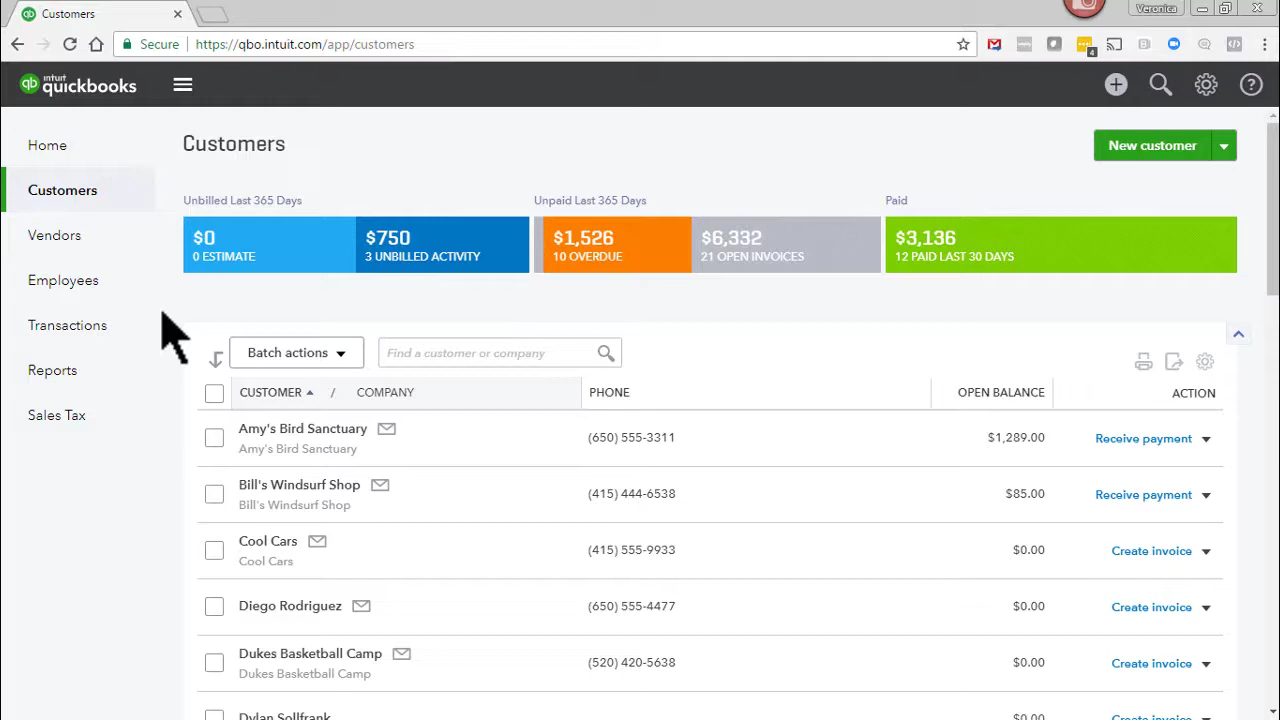 Customers
Veronica
Secure
https://qbo.intuit.com/app/customers
4
qb intuit quickbooks
Home
Customers
Vendors
Employees
Transactions
Reports
Sales Tax
Customers
New customer
Unbilled Last 365 Days
Unpaid Last 365 Days
Paid
$0
0 ESTIMATE
$750
3 UNBILLED ACTIVITY
$1,526
10 OVERDUE
$6,332
21 OPEN INVOICES
$3,136
12 PAID LAST 30 DAYS
Batch actions
Find a customer or company
CUSTOMER / COMPANY PHONE OPEN BALANCE ACTION
Amy's Bird Sanctuary (650) 555-3311 $1,289.00 Receive payment
Amy's Bird Sanctuary
Bill's Windsurf Shop (415) 444-6538 $85.00 Receive payment
Bill's Windsurf Shop
Cool Cars (415) 555-9933 $0.00 Create invoice
Cool Cars
Diego Rodriguez (650) 555-4477 $0.00 Create invoice
Dukes Basketball Camp (520) 420-5638 $0.00 Create invoice
Dukes Basketball Camp
Dylan Sollfrank $0.00 Create invoice